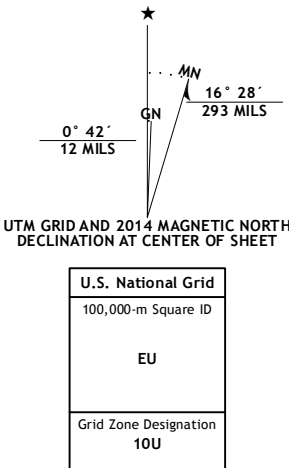 ★
MN
GN
16° 28´
293 MILS
0° 42´
12 MILS
UTM GRID AND 2014 MAGNETIC NORTH
DECLINATION AT CENTER OF SHEET
U.S. National Grid
100,000-m Square ID
EU
Grid Zone Designation
10U